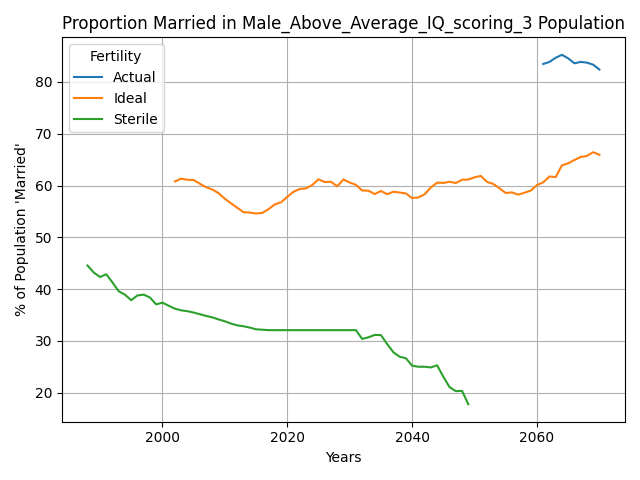 Proportion Married in Male_Above_Average_IQ_scoring_3 Population
Fertility
Actual
Ideal
Sterile
% of Population 'Married'
80
70
60
50
40
30
20
2000
2020
2040
2060
Years